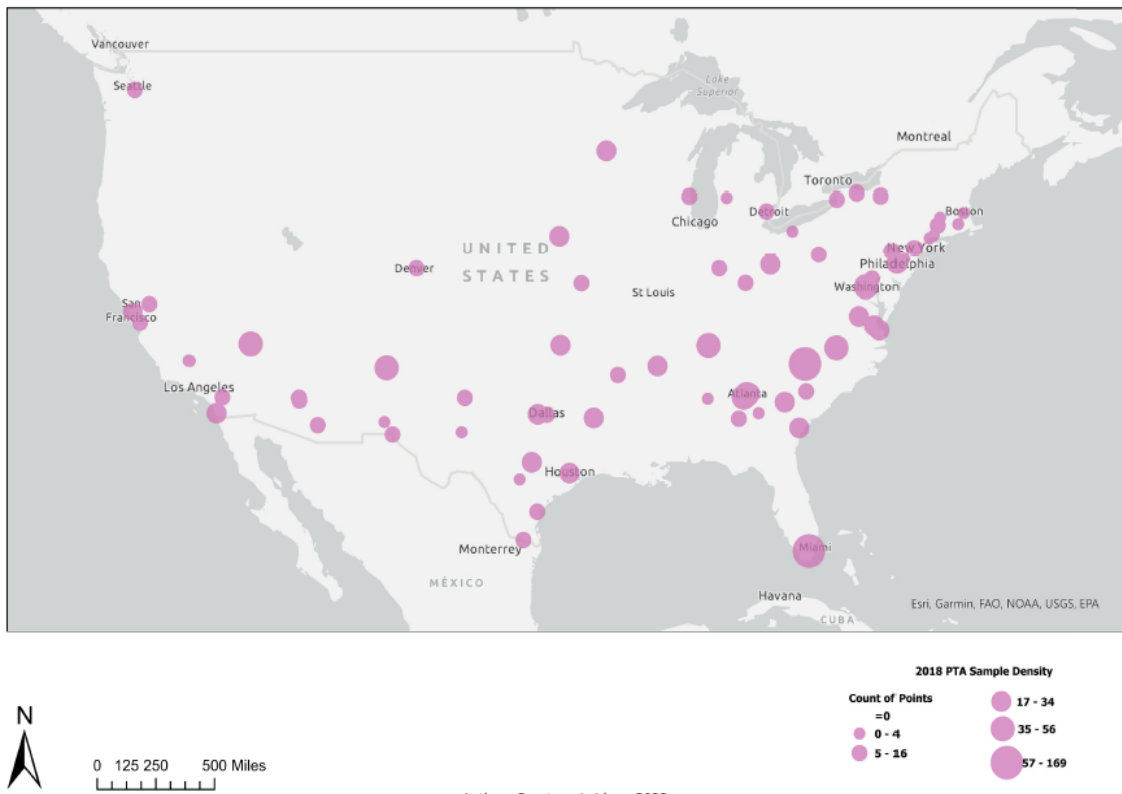 Vancouver
Seattle
Lake
Superior
Montreal
Toronto
Chicago
Detroit
Boston
UNITED
STATES
New York
Philadelphia
Denver
St Louis
Washington
San
Francisco
Los Angeles
Atlanta
Dallas
Houston
Monterrey
Miami
MÉXICO
Havana
CUBA
Esri, Garmin, FAO, NOAA, USGS, EPA
2018 PTA Sample Density
Count of Points
=0
0 - 4
5 - 16
17 - 34
35 - 56
57 - 169
N
0 125 250 500 Miles